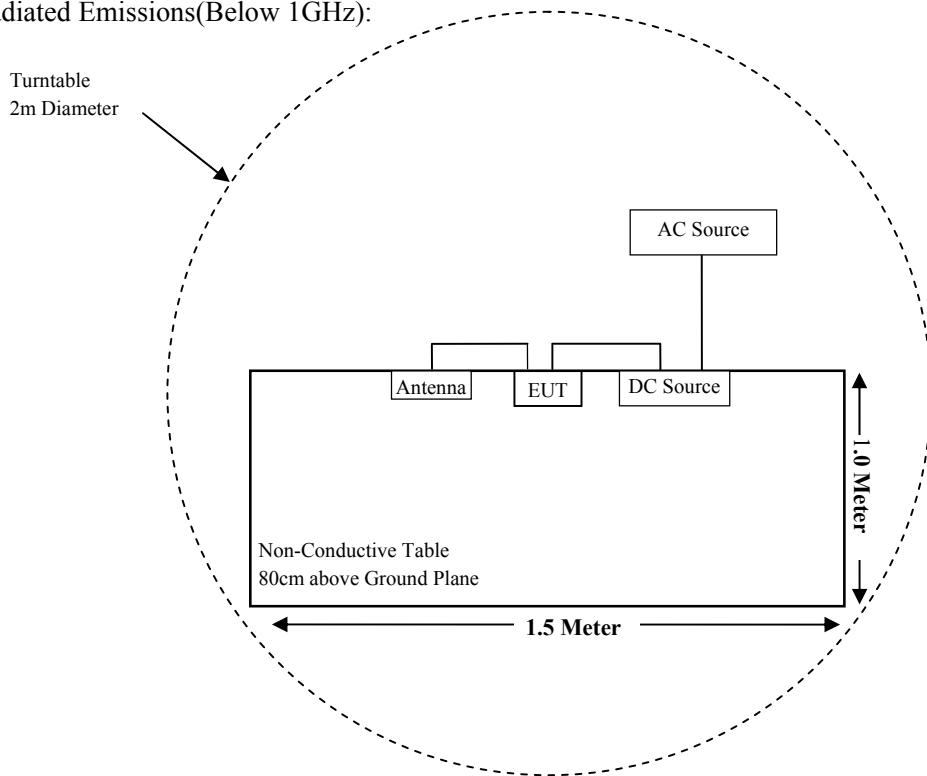 diated Emissions(Below 1GHz):
Turntable
2m Diameter
AC Source
Antenna
EUT
DC Source
1.0 Meter
Non-Conductive Table
80cm above Ground Plane
1.5 Meter